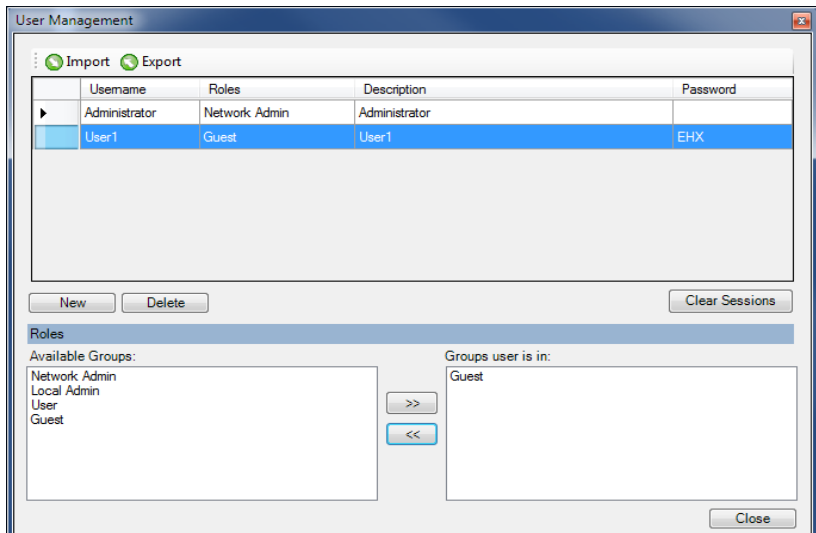 User Management
Import Export
Username Roles Description Password
Administrator Network Admin Administrator
User1 Guest User1 EHX
New Delete Clear Sessions
Roles
Available Groups: Groups user is in:
Network Admin Guest
Local Admin
User
Guest
>>
<<
Close